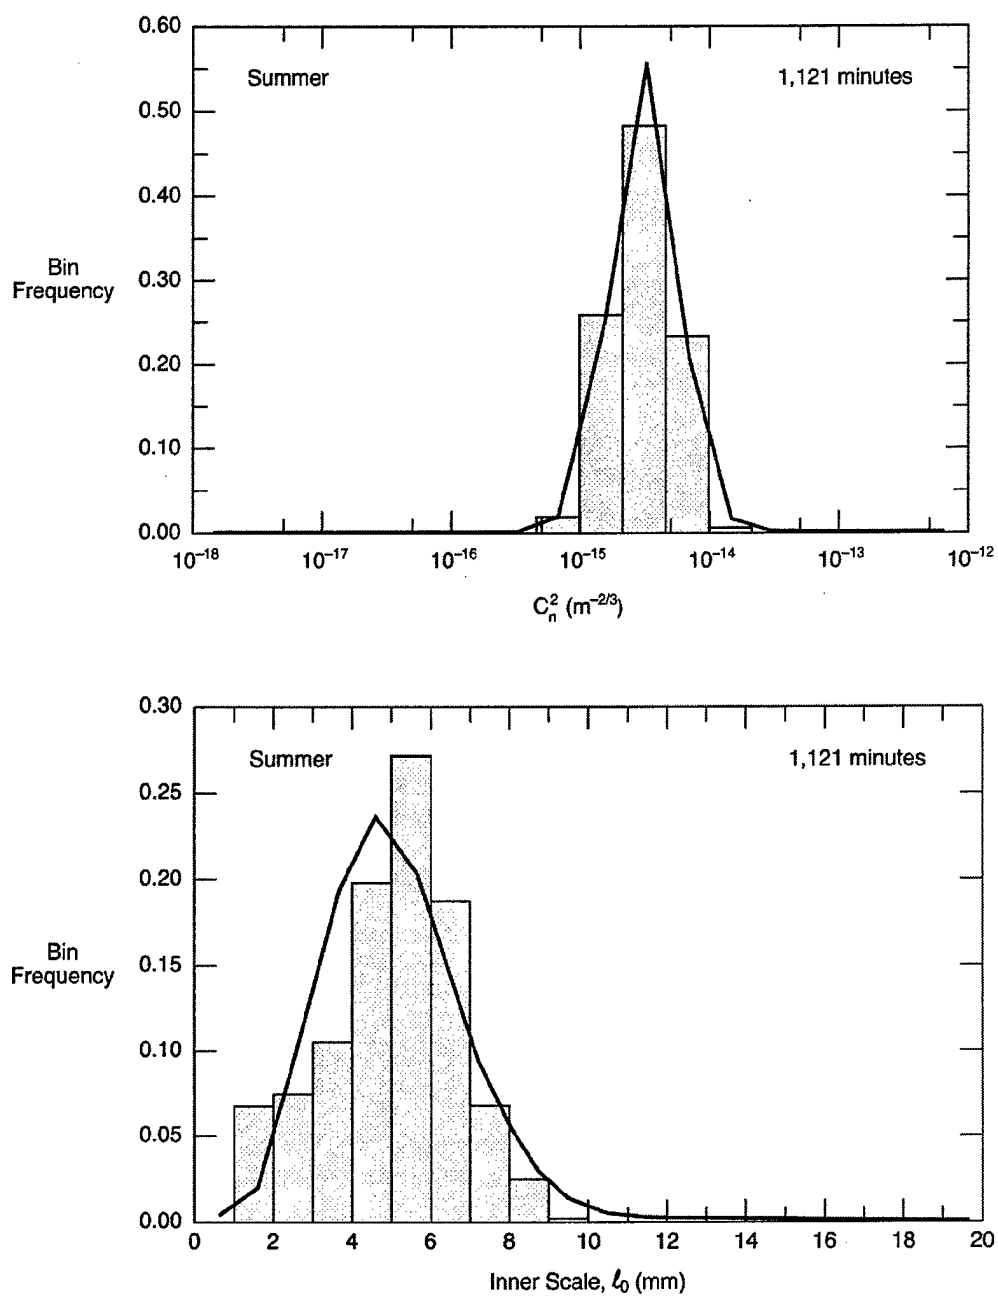 0.60
Summer
1,121 minutes
0.50
0.40
Bin
Frequency
0.30
0.20
0.10
0.00
10⁻¹⁸ 10⁻¹⁷ 10⁻¹⁶ 10⁻¹⁵ 10⁻¹⁴ 10⁻¹³ 10⁻¹²
Cₙ² (m⁻²/³)
0.30
Summer
1,121 minutes
0.25
0.20
Bin
Frequency
0.15
0.10
0.05
0.00
0 2 4 6 8 10 12 14 16 18 20
Inner Scale, ℓ₀ (mm)